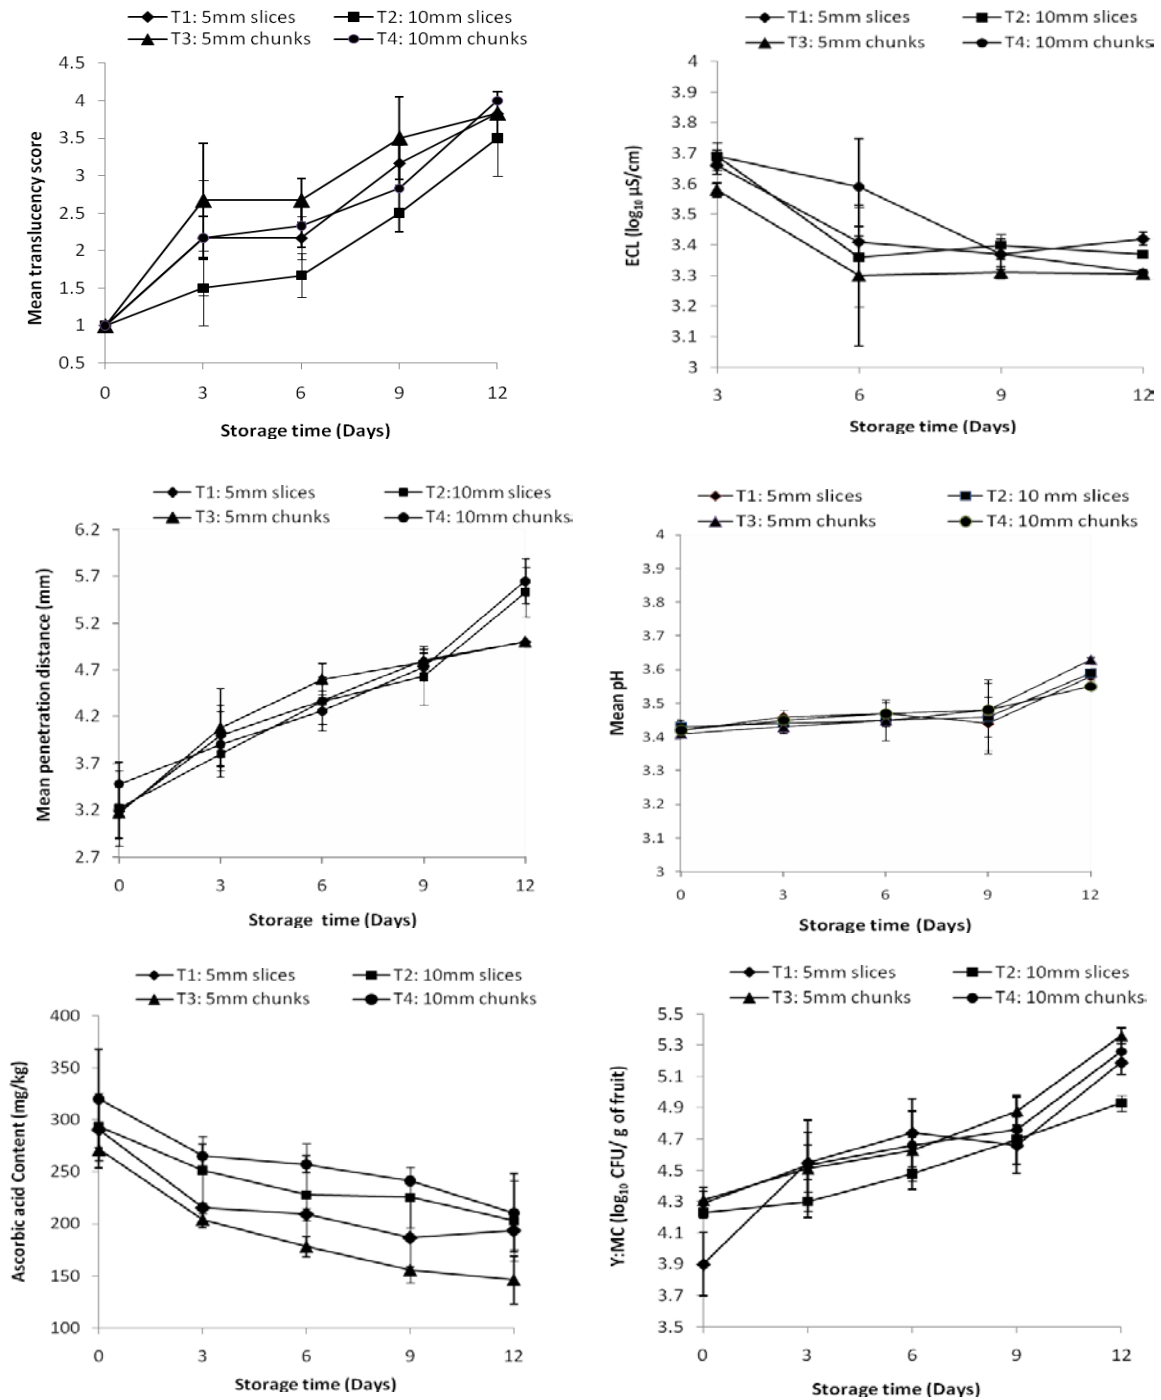 T1: 5mm slices T2: 10mm slices
T3: 5mm chunks T4: 10mm chunks
4.5
4
3.5
3
2.5
2
1.5
1
0.5
Mean translucency score
0 3 6 9 12
Storage time (Days)
T1: 5mm slices T2: 10mm slices
T3: 5mm chunks T4: 10mm chunks
4
3.9
3.8
3.7
3.6
3.5
3.4
3.3
3.2
3.1
3
ECL (log10 µS/cm)
3 6 9 12
Storage time (Days)
T1: 5mm slices T2:10mm slices
T3: 5mm chunks T4: 10mm chunks
6.2
5.7
5.2
4.7
4.2
3.7
3.2
2.7
Mean penetration distance (mm)
0 3 6 9 12
Storage time (Days)
T1: 5mm slices T2: 10 mm slices
T3: 5mm chunks T4: 10mm chunks
4
3.9
3.8
3.7
3.6
3.5
3.4
3.3
3.2
3.1
3
Mean pH
0 3 6 9 12
Storage time (Days)
T1: 5mm slices T2: 10mm slices
T3: 5mm chunks T4: 10mm chunks
400
350
300
250
200
150
100
Ascorbic acid Content (mg/kg)
0 3 6 9 12
Storage time (Days)
T1: 5mm slices T2: 10mm slices
T3: 5mm chunks T4: 10mm chunks
5.5
5.3
5.1
4.9
4.7
4.5
4.3
4.1
3.9
3.7
3.5
Y:MC (log10 CFU/ g of fruit)
0 3 6 9 12
Storage time (Days)